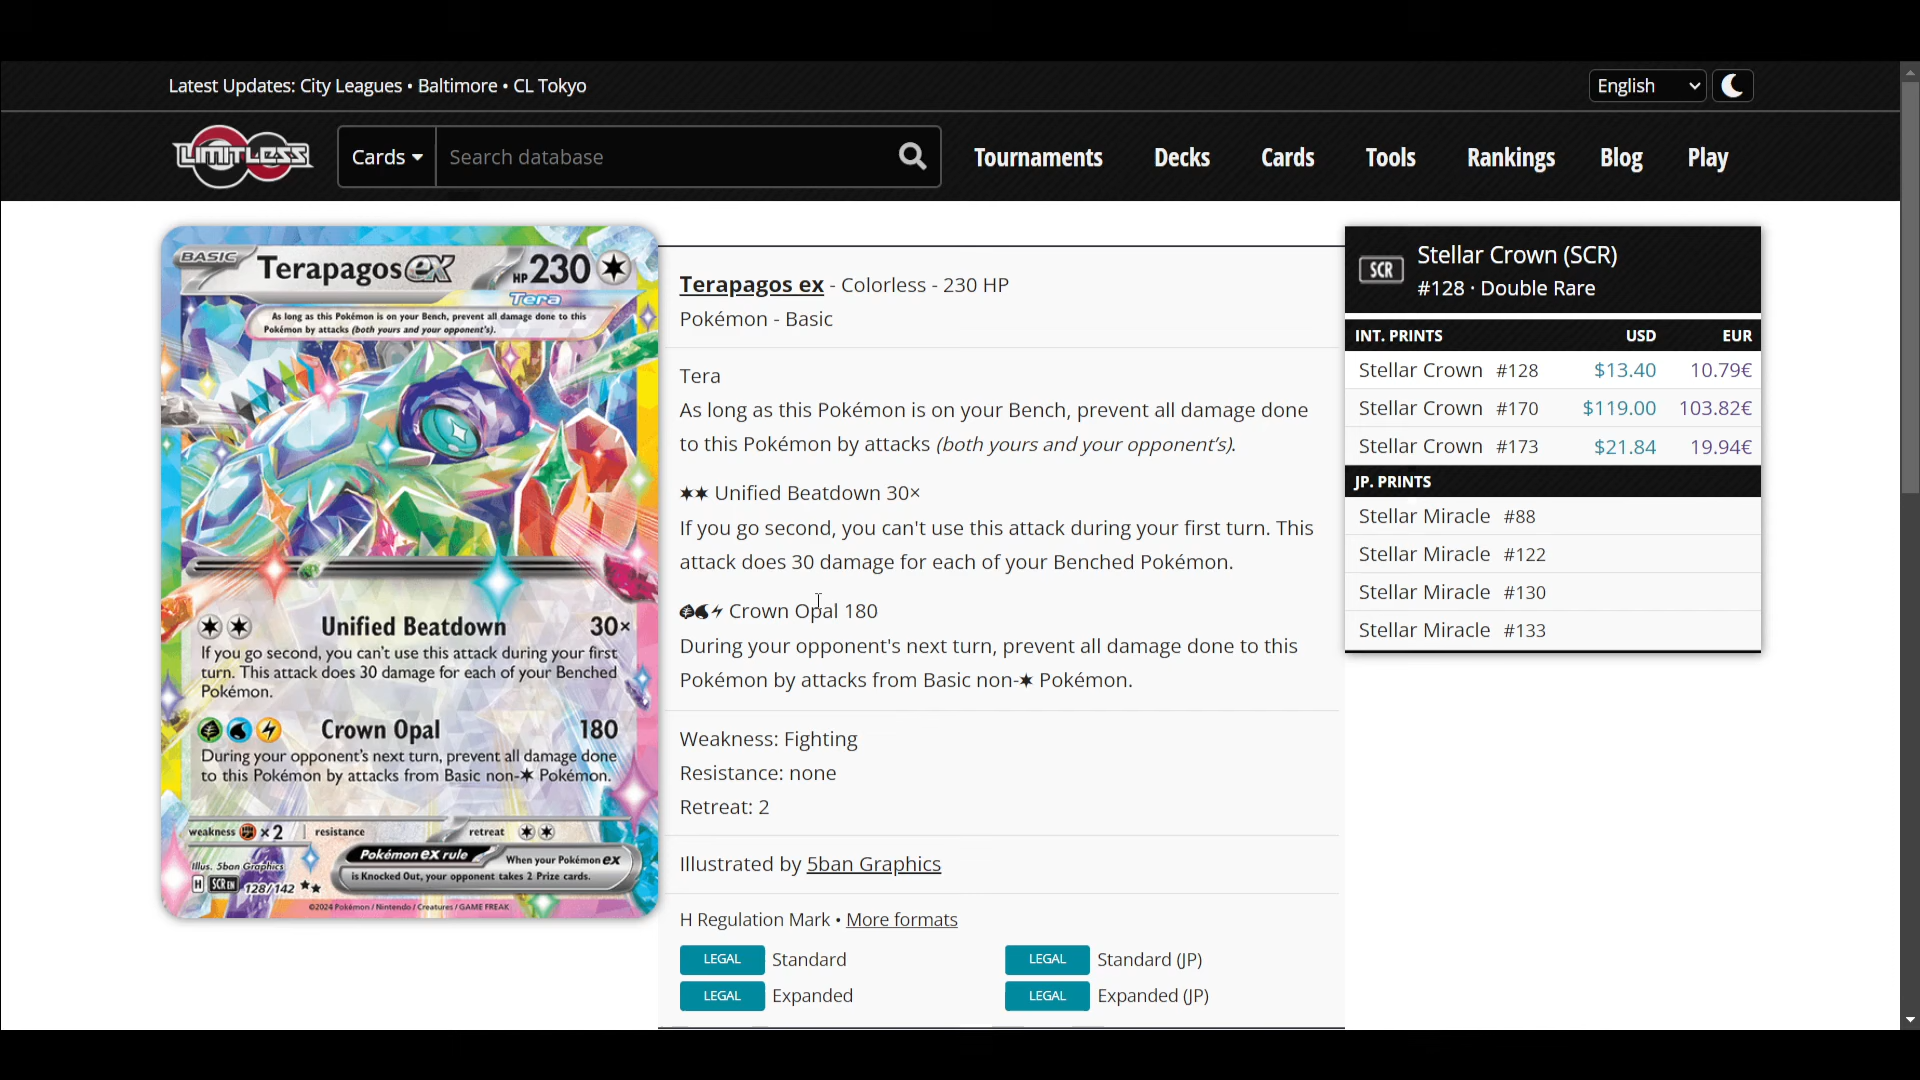 Latest Updates: City Leagues • Baltimore • CL Tokyo
English
LIMITLESS
Cards
Search database
Tournaments
Decks
Cards
Tools
Rankings
Blog
Play
BASIC
Terapagos ex
HP 230
Tera
As long as this Pokémon is on your Bench, prevent all damage done to this
Pokémon by attacks (both yours and your opponent's).
Unified Beatdown 30×
If you go second, you can't use this attack during your first
turn. This attack does 30 damage for each of your Benched
Pokémon.
Crown Opal 180
During your opponent's next turn, prevent all damage done
to this Pokémon by attacks from Basic non-✶ Pokémon.
weakness ×2 resistance retreat
Illus. 5ban Graphics
H SCR EN 128/142 ★★
Pokémon ex rule
When your Pokémon ex
is Knocked Out, your opponent takes 2 Prize cards.
©2024 Pokémon / Nintendo / Creatures / GAME FREAK
Terapagos ex - Colorless - 230 HP
Pokémon - Basic
Tera
As long as this Pokémon is on your Bench, prevent all damage done
to this Pokémon by attacks (both yours and your opponent's).
✶✶ Unified Beatdown 30×
If you go second, you can't use this attack during your first turn. This
attack does 30 damage for each of your Benched Pokémon.
Crown Opal 180
During your opponent's next turn, prevent all damage done to this
Pokémon by attacks from Basic non-✶ Pokémon.
Weakness: Fighting
Resistance: none
Retreat: 2
Illustrated by 5ban Graphics
H Regulation Mark • More formats
LEGAL Standard
LEGAL Standard (JP)
LEGAL Expanded
LEGAL Expanded (JP)
SCR
Stellar Crown (SCR)
#128 · Double Rare
INT. PRINTS USD EUR
Stellar Crown #128 $13.40 10.79€
Stellar Crown #170 $119.00 103.82€
Stellar Crown #173 $21.84 19.94€
JP. PRINTS
Stellar Miracle #88
Stellar Miracle #122
Stellar Miracle #130
Stellar Miracle #133